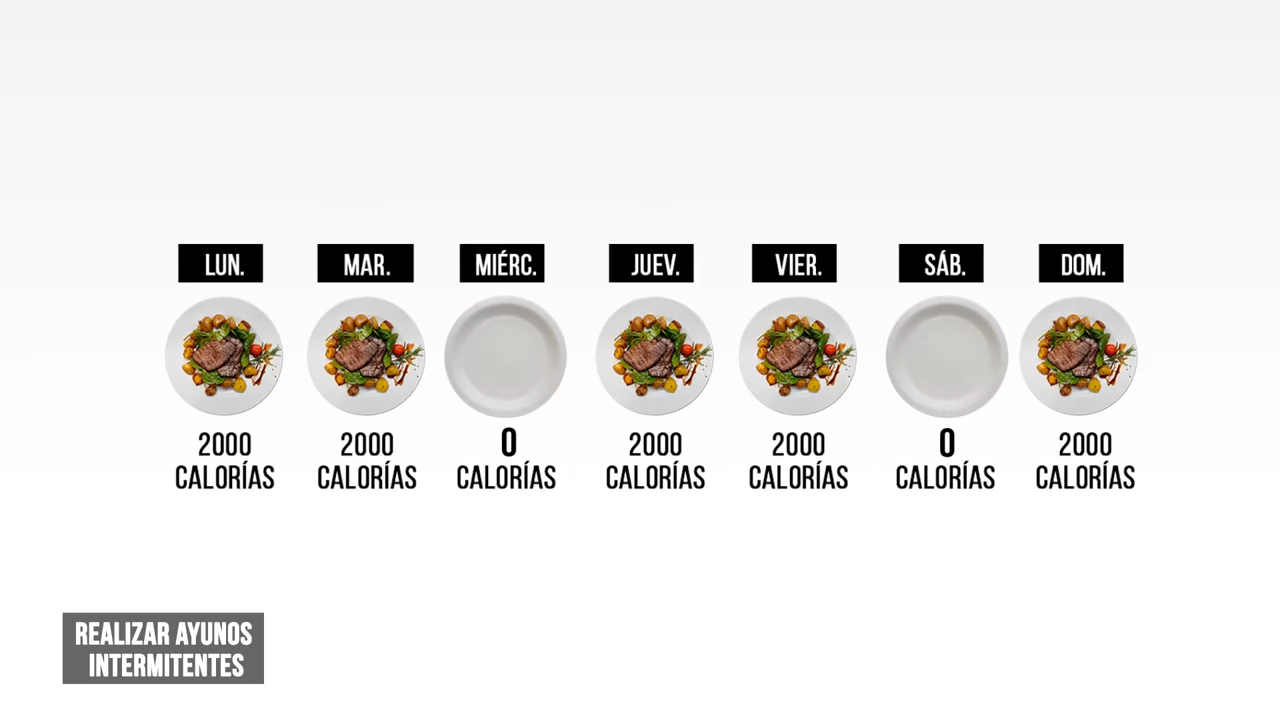 LUN. MAR. MIÉRC. JUEV. VIER. SÁB. DOM.
2000 2000 0 2000 2000 0 2000
CALORÍAS CALORÍAS CALORÍAS CALORÍAS CALORÍAS CALORÍAS CALORÍAS
REALIZAR AYUNOS
INTERMITENTES